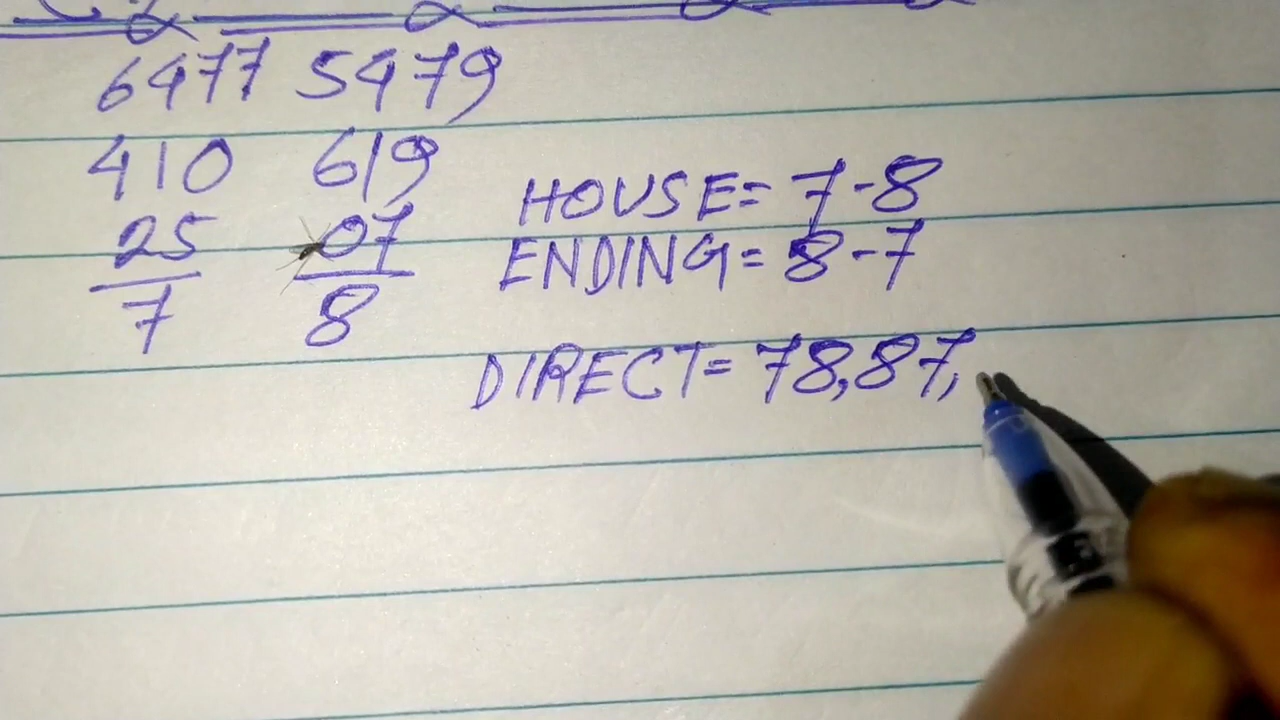 6477 5479
410 619
25 07
7 8
HOUSE= 7-8
ENDING= 8-7
DIRECT= 78,87,